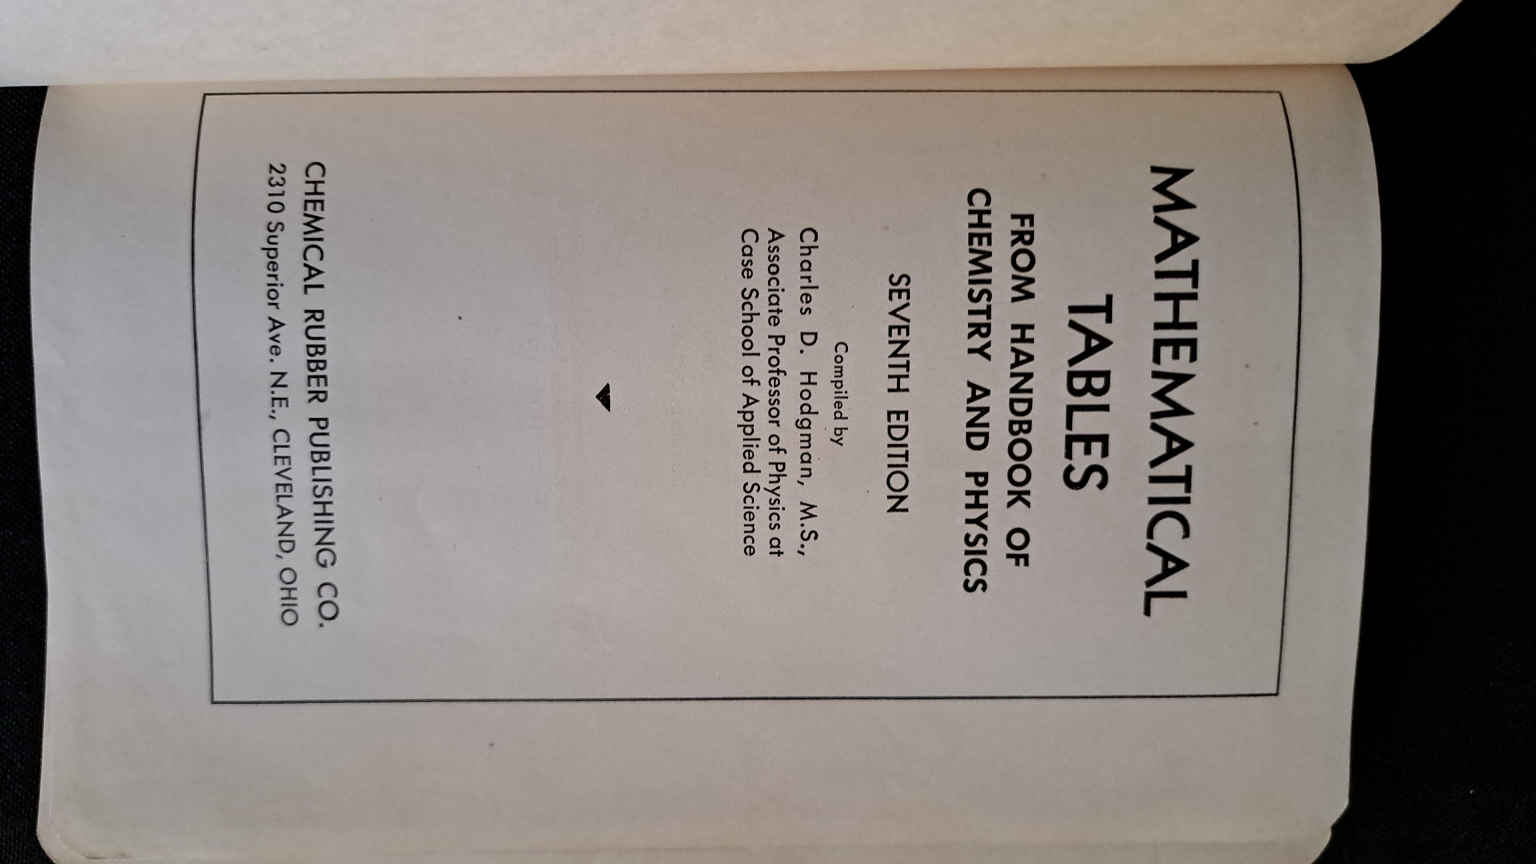 MATHEMATICAL
TABLES
FROM HANDBOOK OF
CHEMISTRY AND PHYSICS
SEVENTH EDITION
Compiled by
Charles D. Hodgman, M.S.,
Associate Professor of Physics at
Case School of Applied Science
CHEMICAL RUBBER PUBLISHING CO.
2310 Superior Ave. N.E., CLEVELAND, OHIO